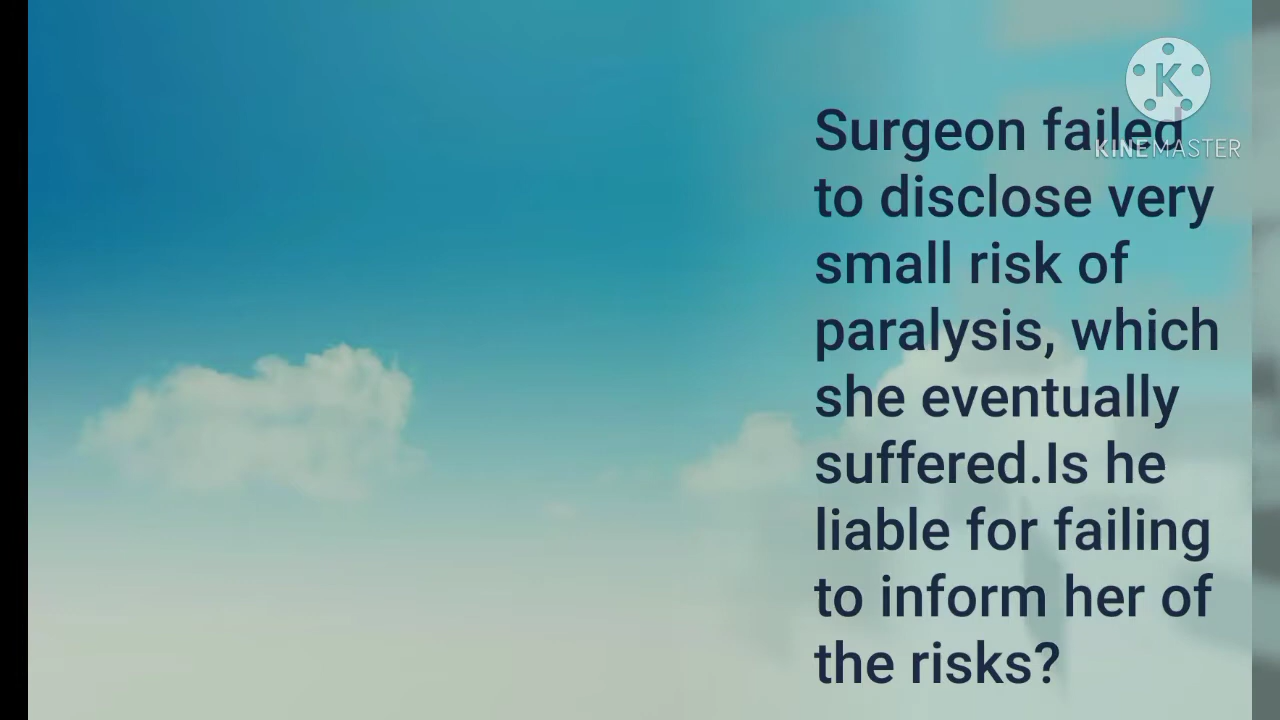 K
KINEMASTER
Surgeon failed
to disclose very
small risk of
paralysis, which
she eventually
suffered.Is he
liable for failing
to inform her of
the risks?